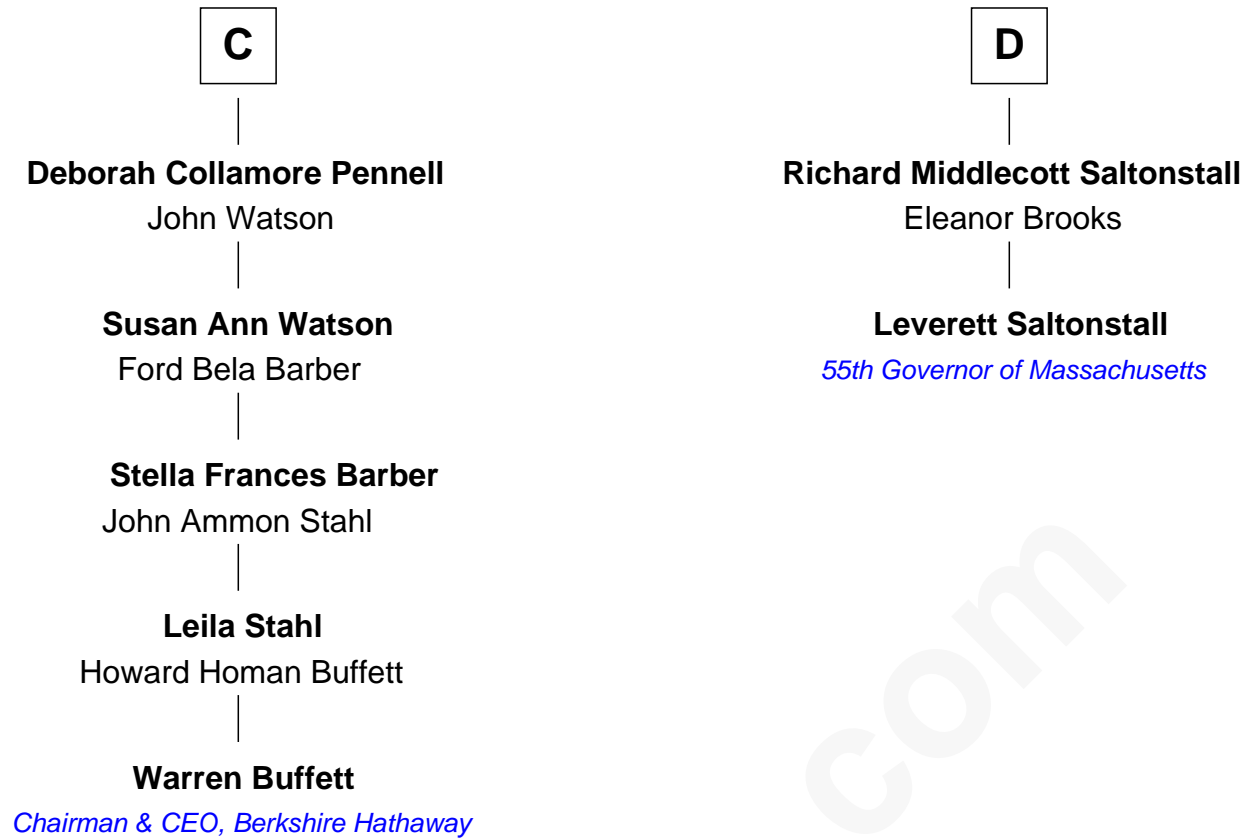 C
Deborah Collamore Pennell
John Watson
Susan Ann Watson
Ford Bela Barber
Stella Frances Barber
John Ammon Stahl
Leila Stahl
Howard Homan Buffett
Warren Buffett
Chairman & CEO, Berkshire Hathaway
D
Richard Middlecott Saltonstall
Eleanor Brooks
Leverett Saltonstall
55th Governor of Massachusetts
com